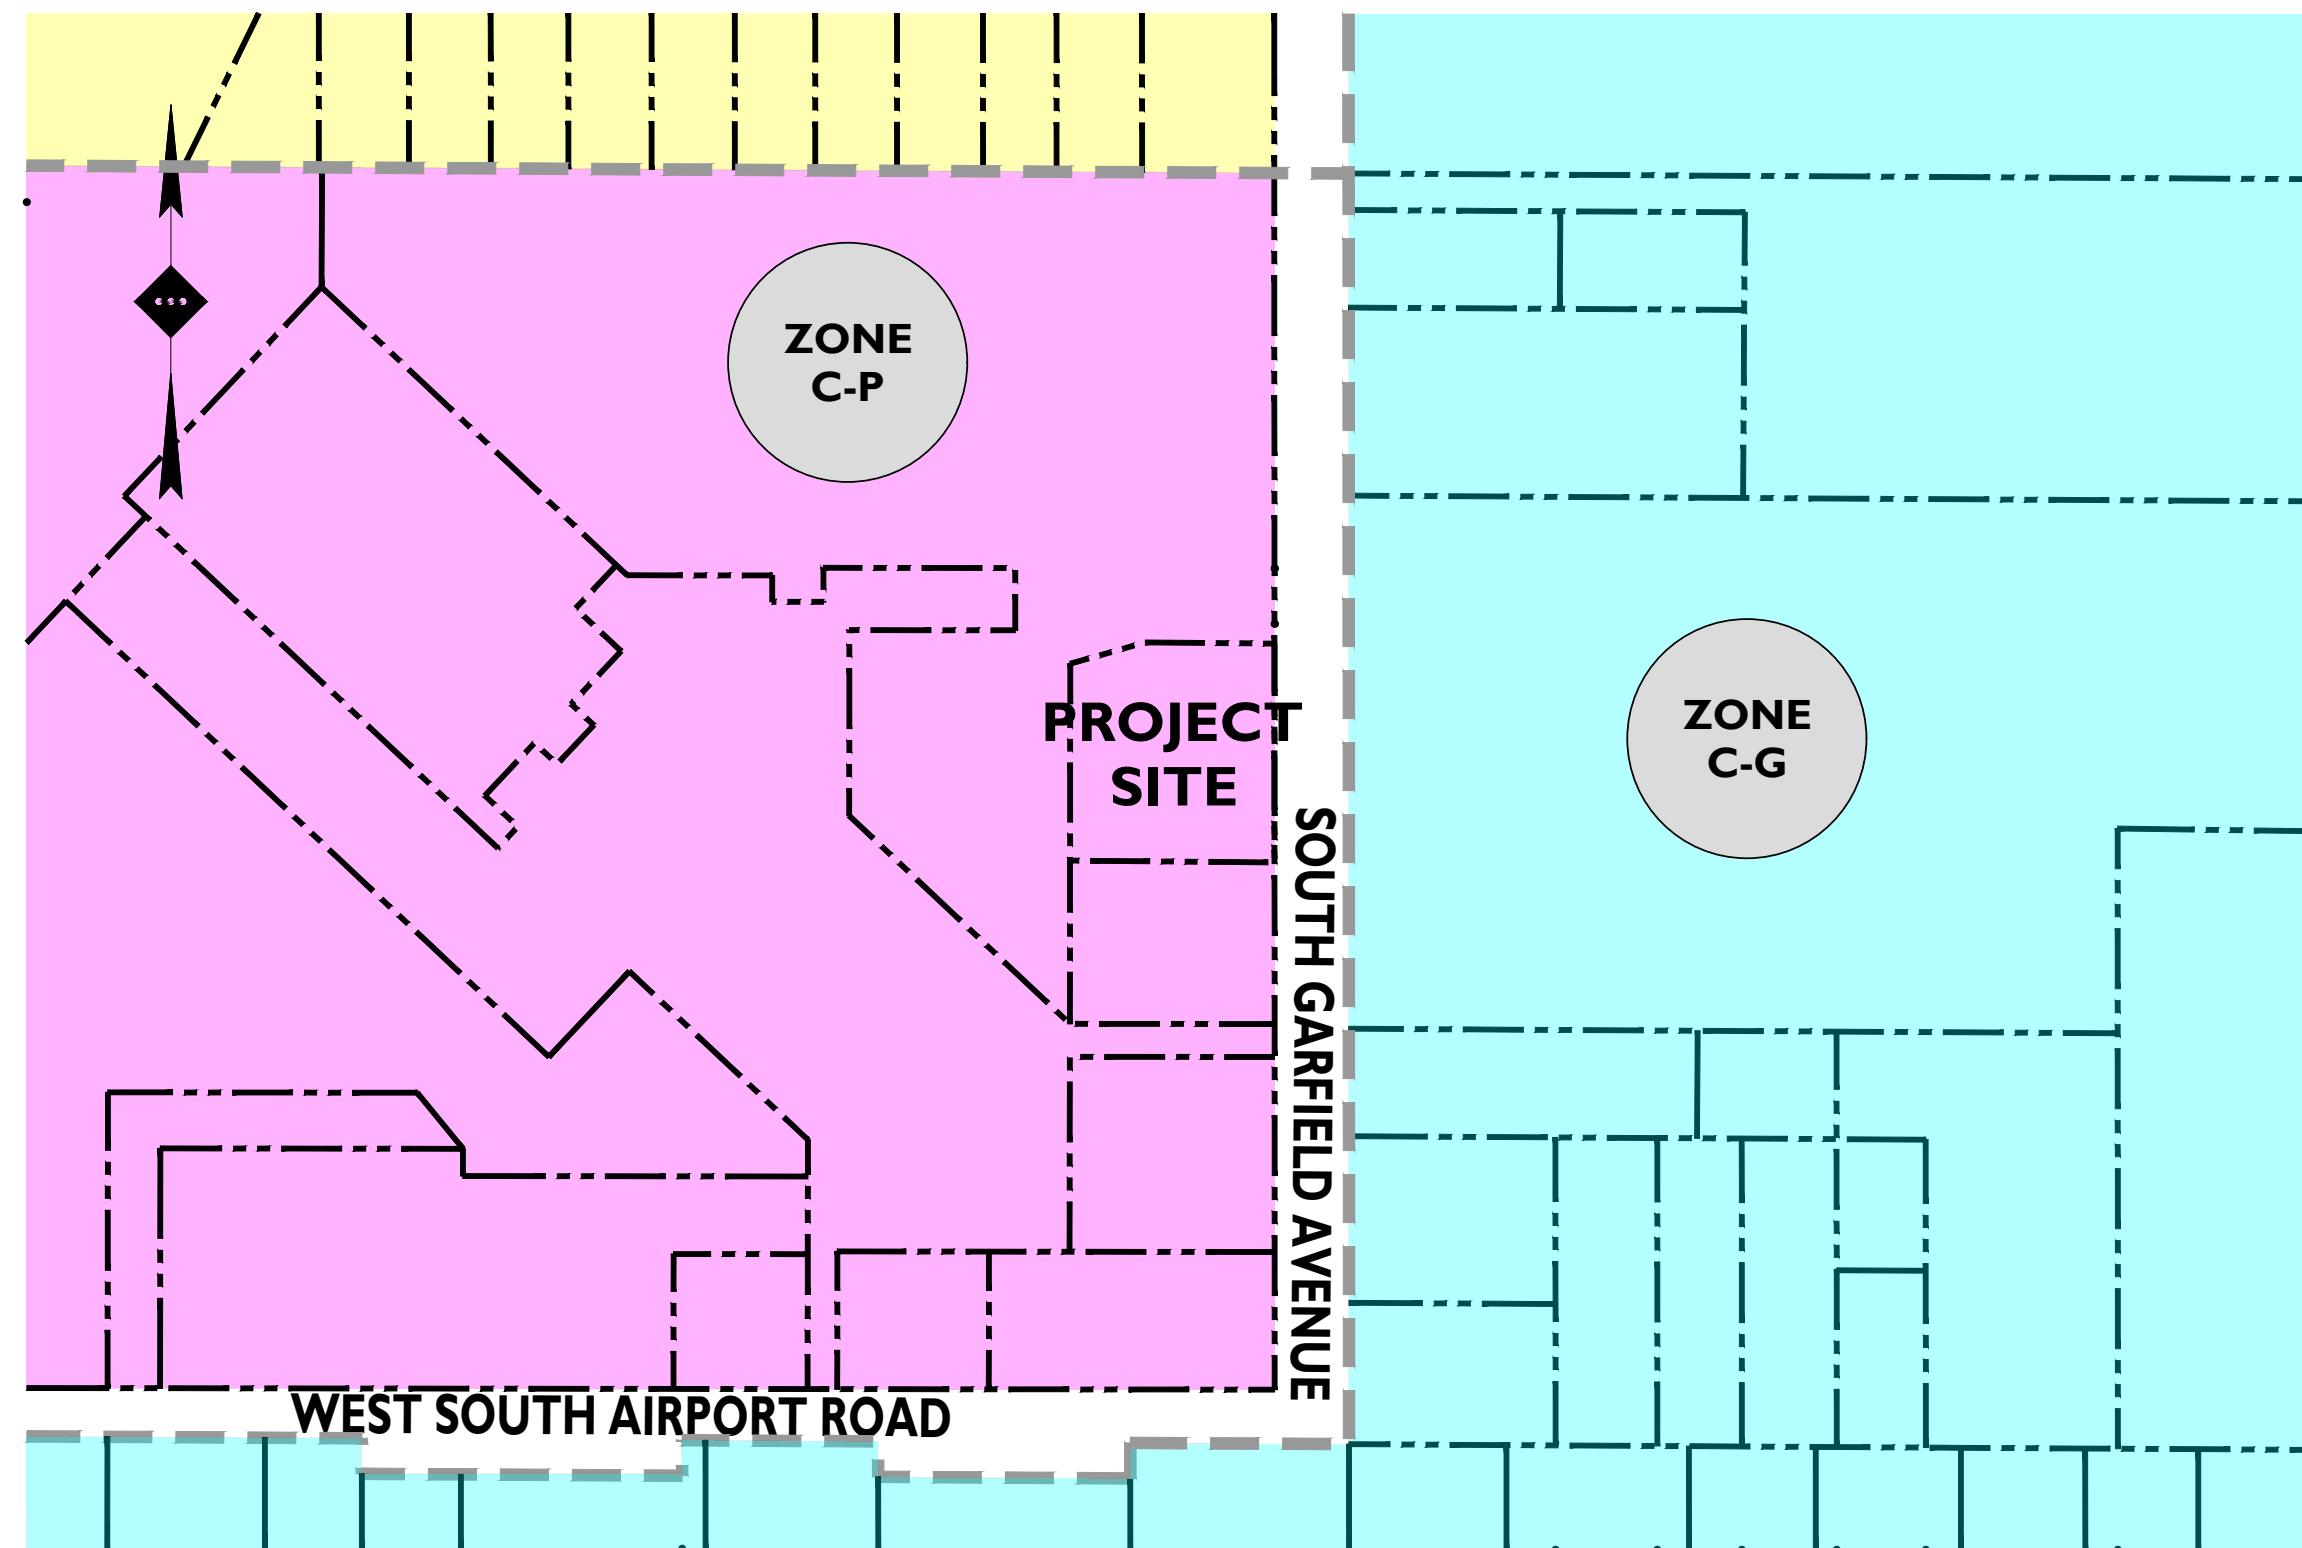 ZONE
C-P
PROJECT
SITE
ZONE
C-G
SOUTH GARFIELD AVENUE
WEST SOUTH AIRPORT ROAD